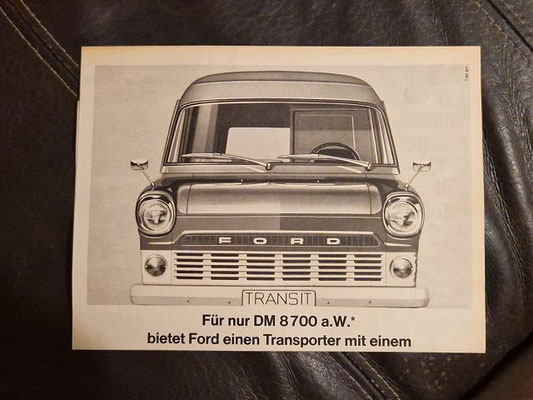 FORD
TRANSIT
Für nur DM 8700 a.W.*
bietet Ford einen Transporter mit einem